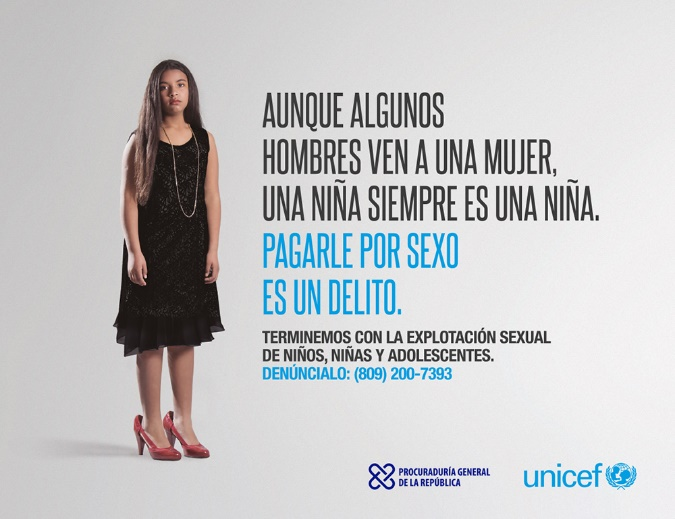 AUNQUE ALGUNOS
HOMBRES VEN A UNA MUJER,
UNA NIÑA SIEMPRE ES UNA NIÑA.
PAGARLE POR SEXO
ES UN DELITO.
TERMINEMOS CON LA EXPLOTACIÓN SEXUAL
DE NIÑOS, NIÑAS Y ADOLESCENTES.
DENÚNCIALO: (809) 200-7393
PROCURADURÍA GENERAL
DE LA REPÚBLICA
unicef